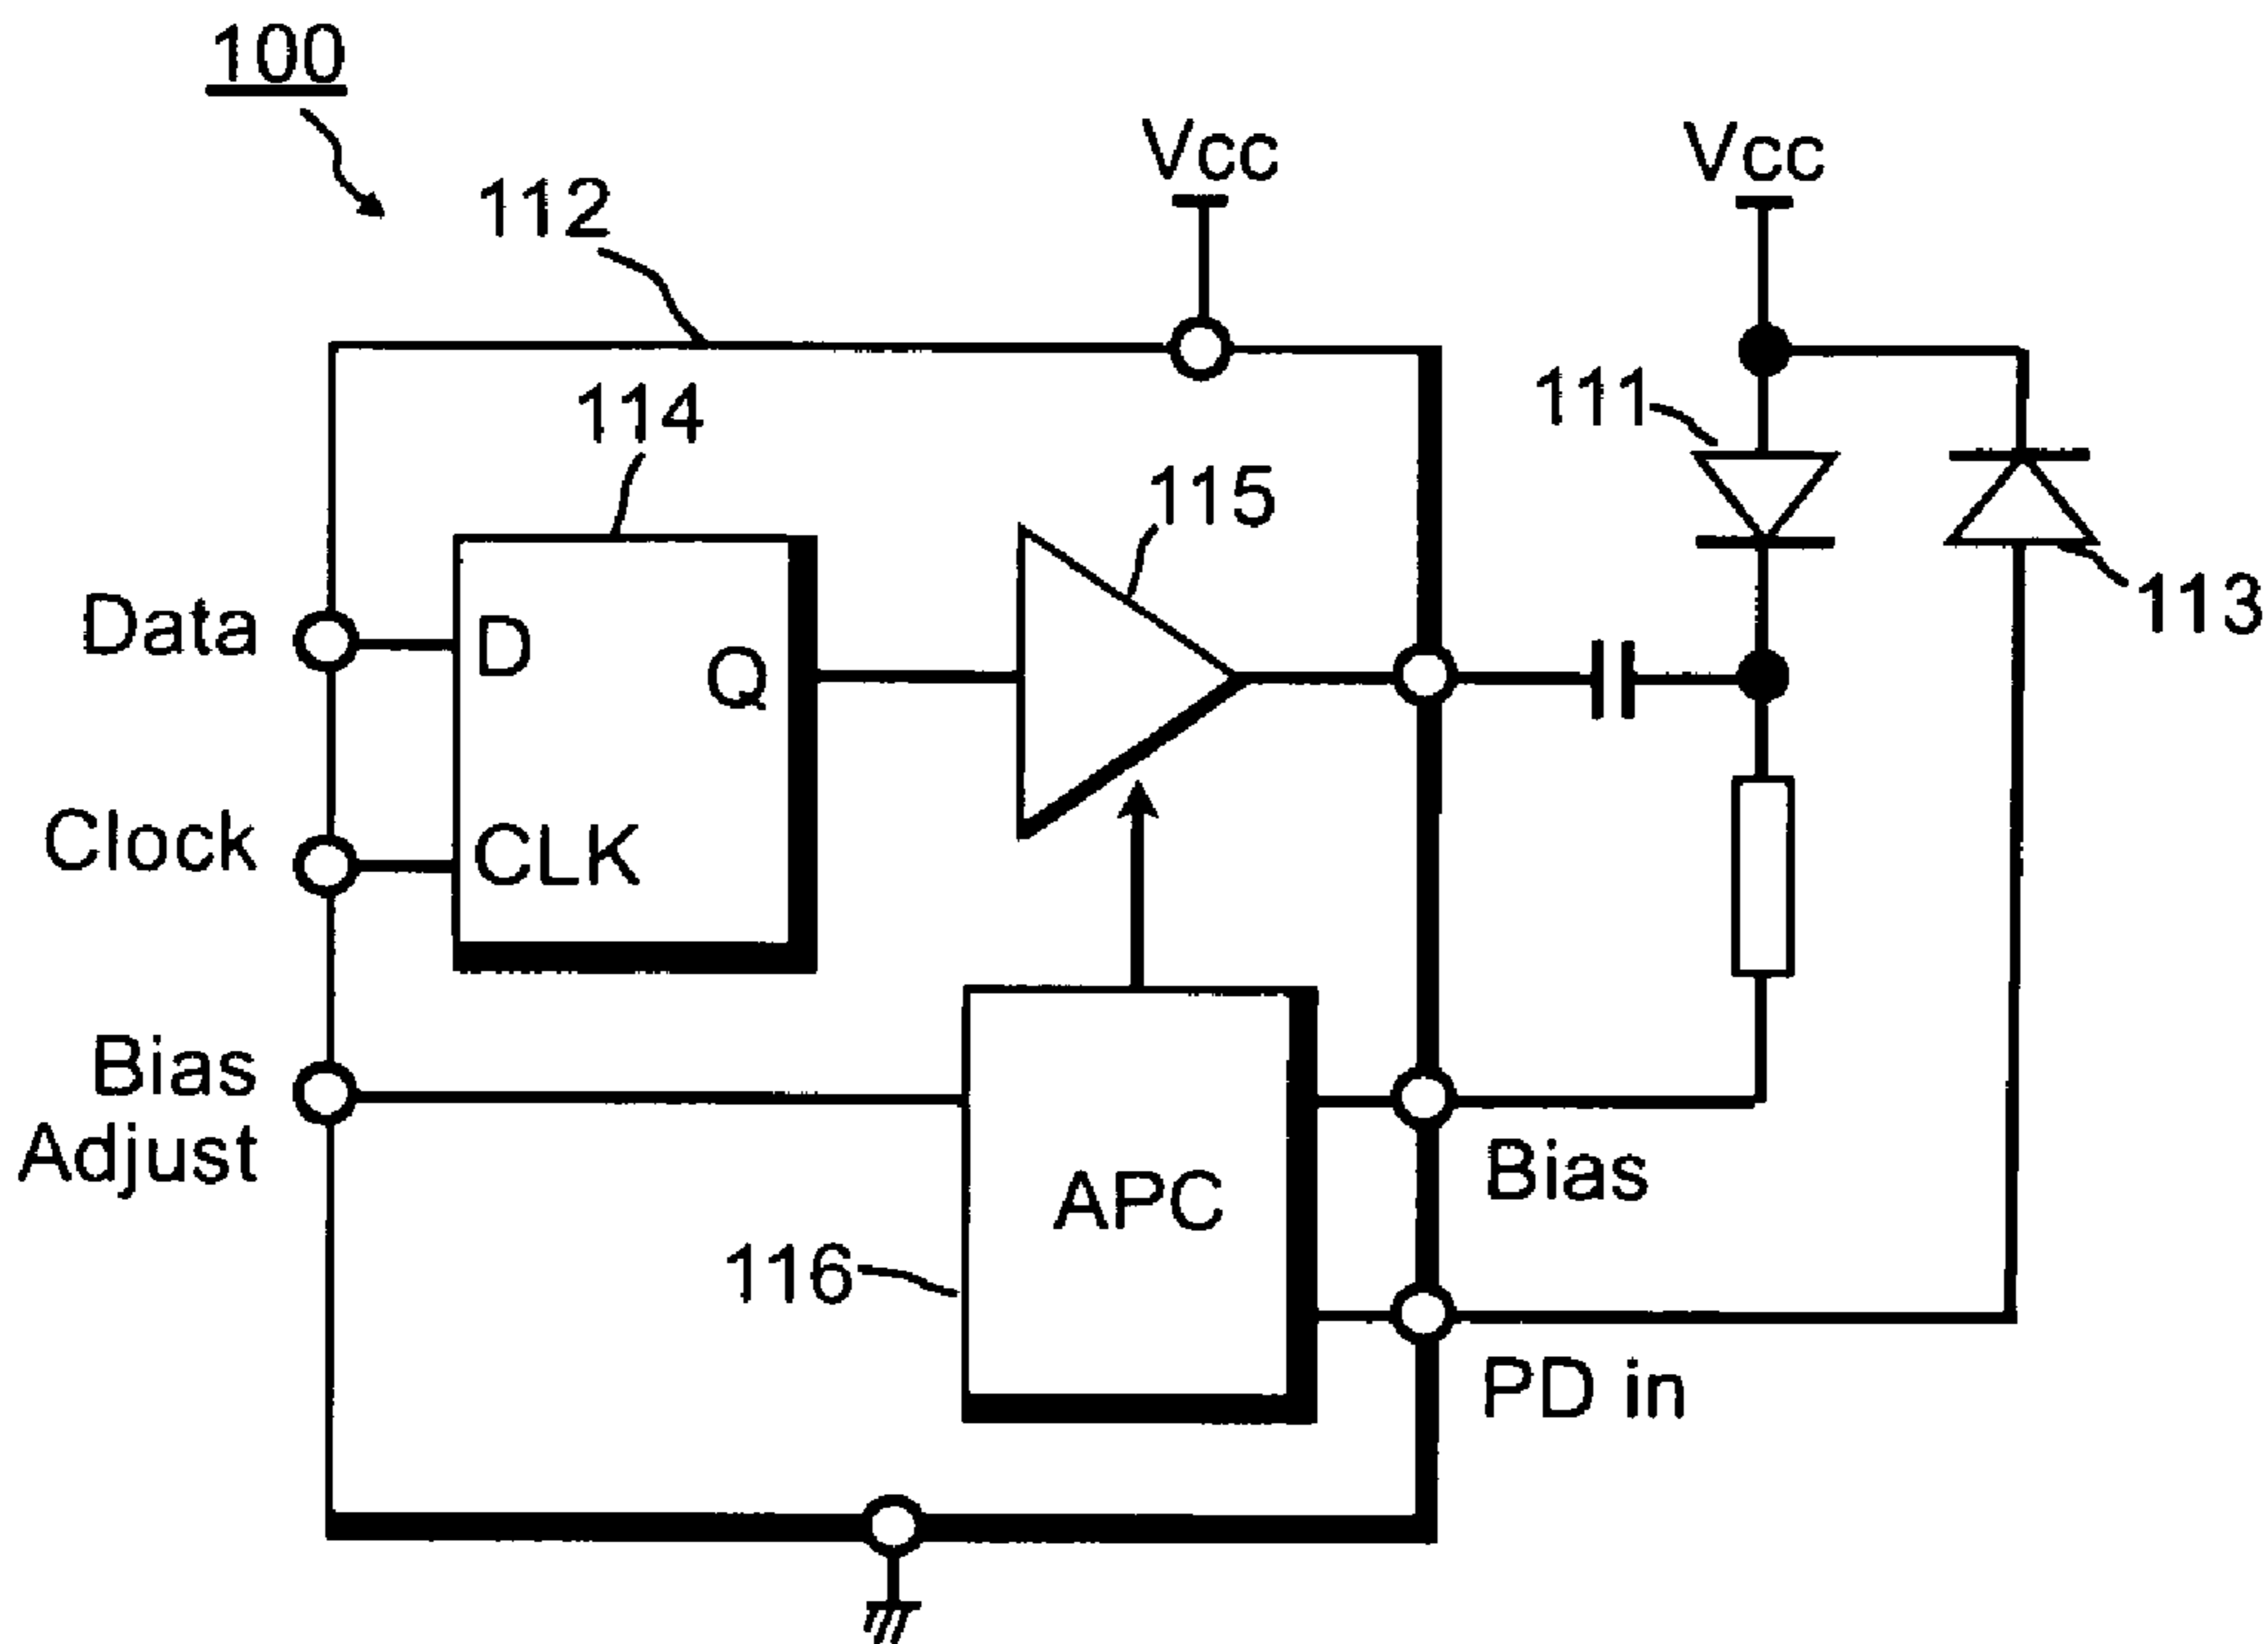 100
Vcc
Vcc
112
111
114
115
113
Data
D
Q
Clock
CLK
Bias
Adjust
APC
Bias
116
PD in